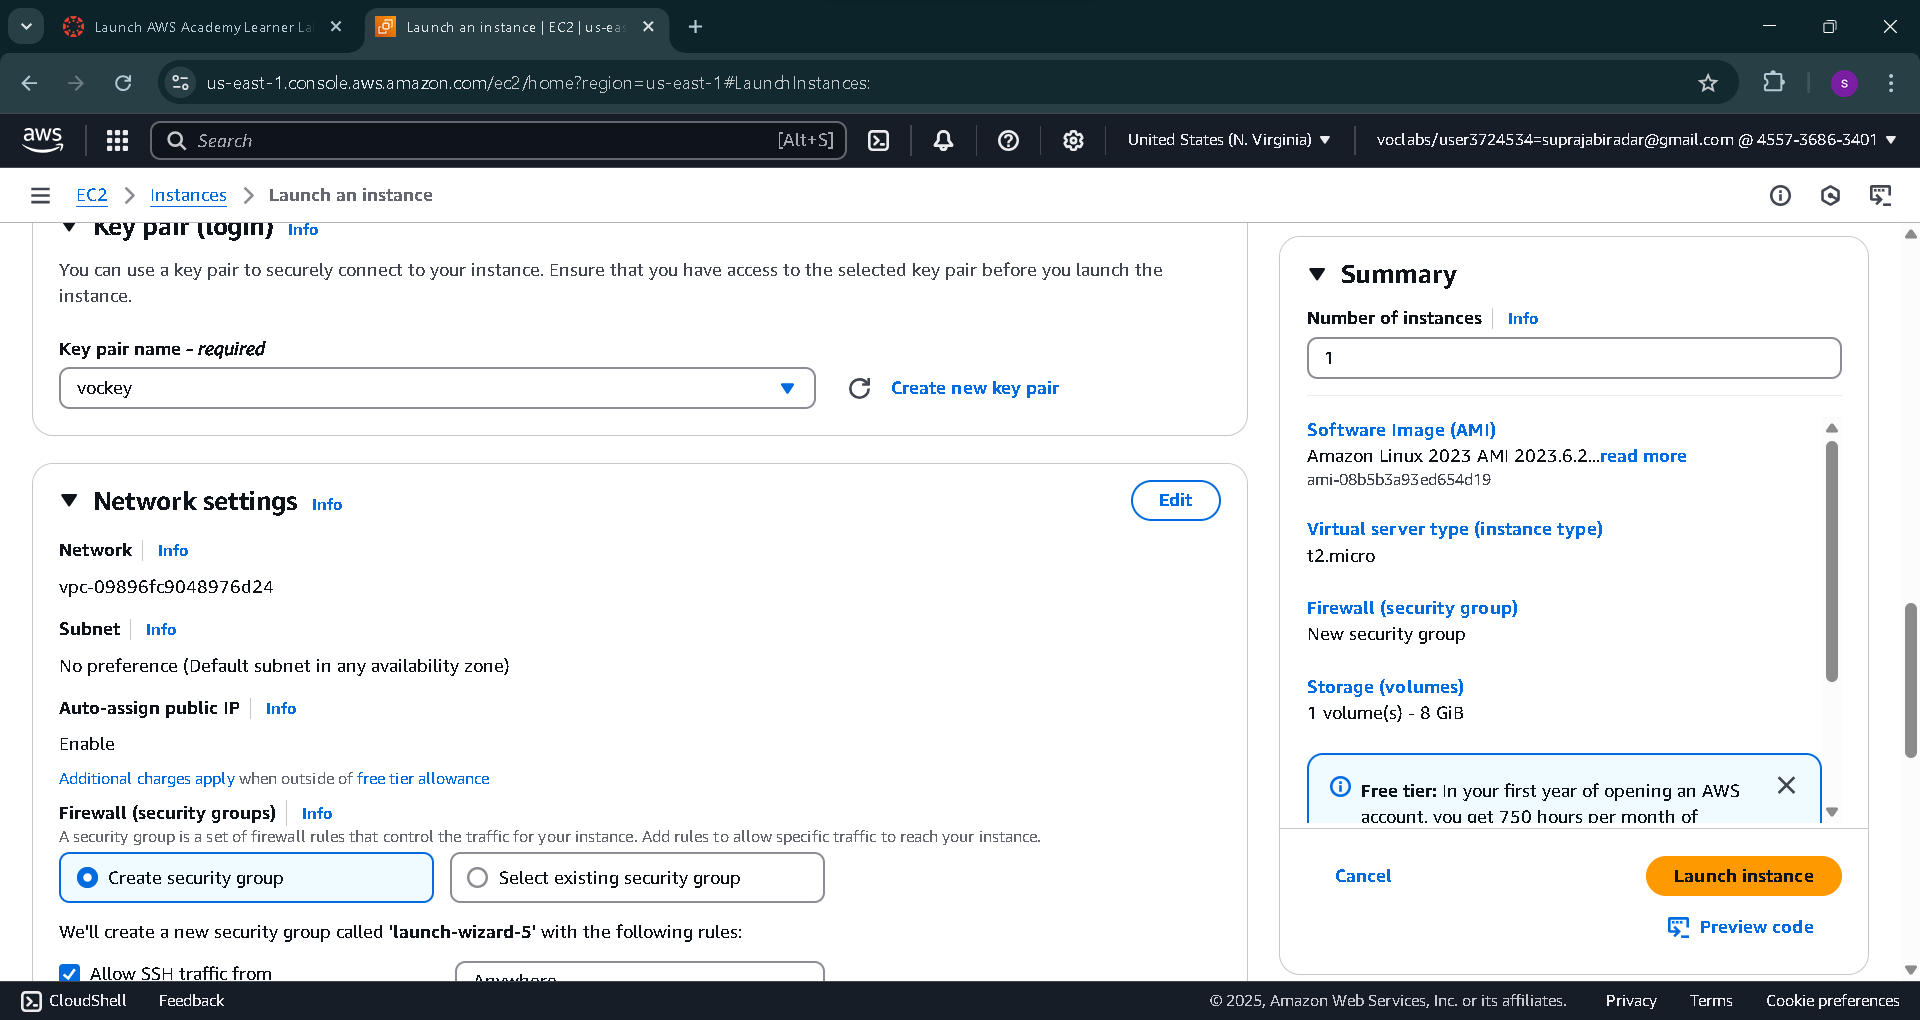 Launch AWS Academy Learner La
Launch an instance | EC2 | us-eas
us-east-1.console.aws.amazon.com/ec2/home?region=us-east-1#LaunchInstances:
S
aws
Search
[Alt+S]
United States (N. Virginia)
voclabs/user3724534=suprajabiradar@gmail.com @ 4557-3686-3401
EC2
Instances
Launch an instance
Key pair (login) Info
You can use a key pair to securely connect to your instance. Ensure that you have access to the selected key pair before you launch the
instance.
Key pair name - required
vockey
Create new key pair
Network settings Info
Edit
Network Info
vpc-09896fc9048976d24
Subnet Info
No preference (Default subnet in any availability zone)
Auto-assign public IP Info
Enable
Additional charges apply when outside of free tier allowance
Firewall (security groups) Info
A security group is a set of firewall rules that control the traffic for your instance. Add rules to allow specific traffic to reach your instance.
Create security group
Select existing security group
We'll create a new security group called 'launch-wizard-5' with the following rules:
Allow SSH traffic from
Anywhere
Summary
Number of instances Info
1
Software Image (AMI)
Amazon Linux 2023 AMI 2023.6.2...read more
ami-08b5b3a93ed654d19
Virtual server type (instance type)
t2.micro
Firewall (security group)
New security group
Storage (volumes)
1 volume(s) - 8 GiB
Free tier: In your first year of opening an AWS
account, you get 750 hours per month of
Cancel
Launch instance
Preview code
CloudShell
Feedback
© 2025, Amazon Web Services, Inc. or its affiliates.
Privacy
Terms
Cookie preferences